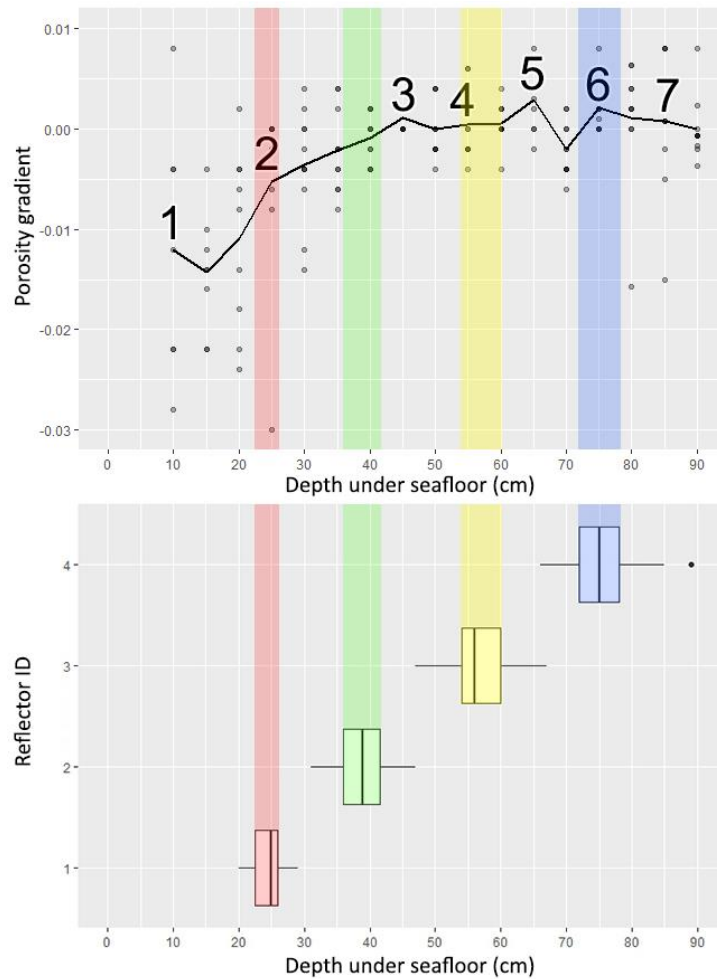 Porosity gradient
0.01
0.00
-0.01
-0.02
-0.03
1
2
3
4
5
6
7
0 10 20 30 40 50 60 70 80 90
Depth under seafloor (cm)
Reflector ID
4
3
2
1
0 10 20 30 40 50 60 70 80 90
Depth under seafloor (cm)